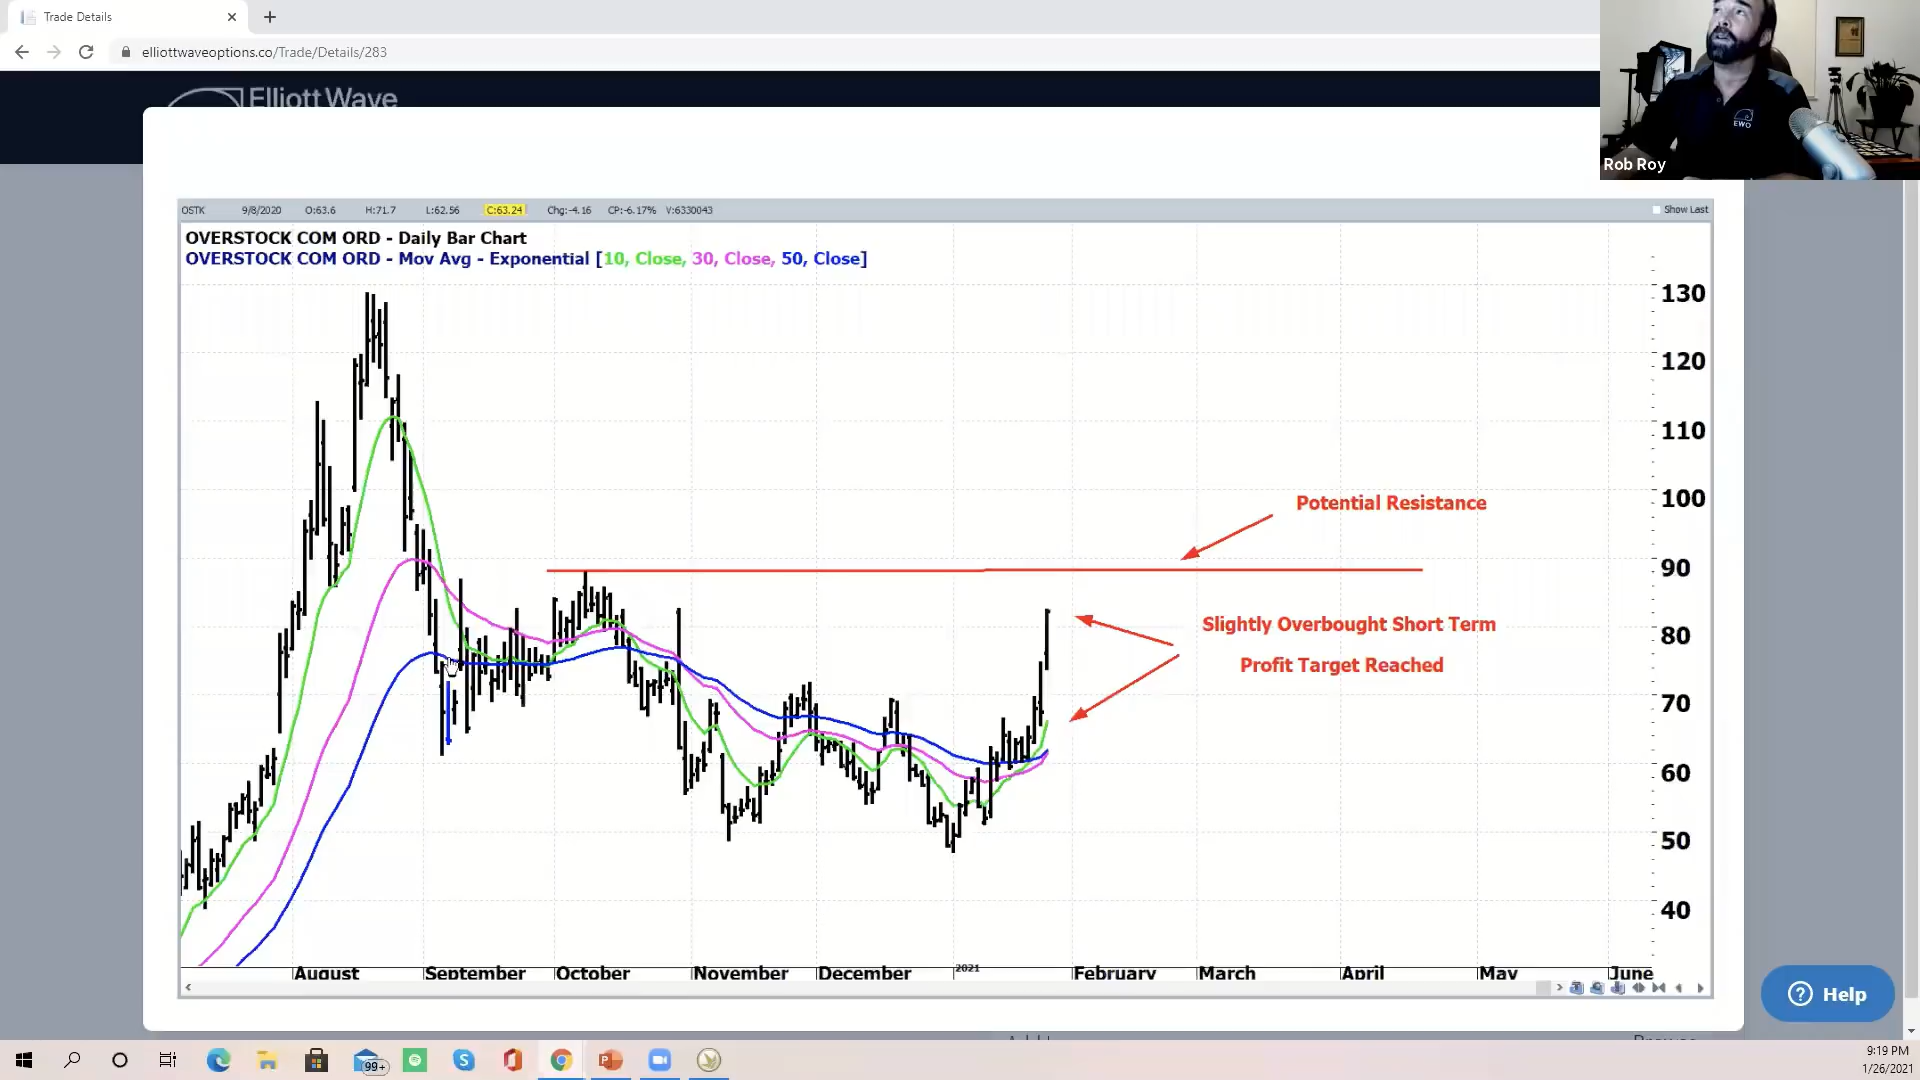 Trade Details
elliottwaveoptions.co/Trade/Details/283
Elliott Wave
EWO
Rob Roy
OSTK 9/8/2020 O:63.6 H:71.7 L:62.56 C:63.24 Chg:-4.16 CP:-6.17% V:6330043 Show Last
OVERSTOCK COM ORD - Daily Bar Chart
OVERSTOCK COM ORD - Mov Avg - Exponential [10, Close, 30, Close, 50, Close]
130
120
110
100
Potential Resistance
90
Slightly Overbought Short Term
80
Profit Target Reached
70
60
50
40
August September October November December 2021 February March April May June
Help
99+
9:19 PM
1/26/2021